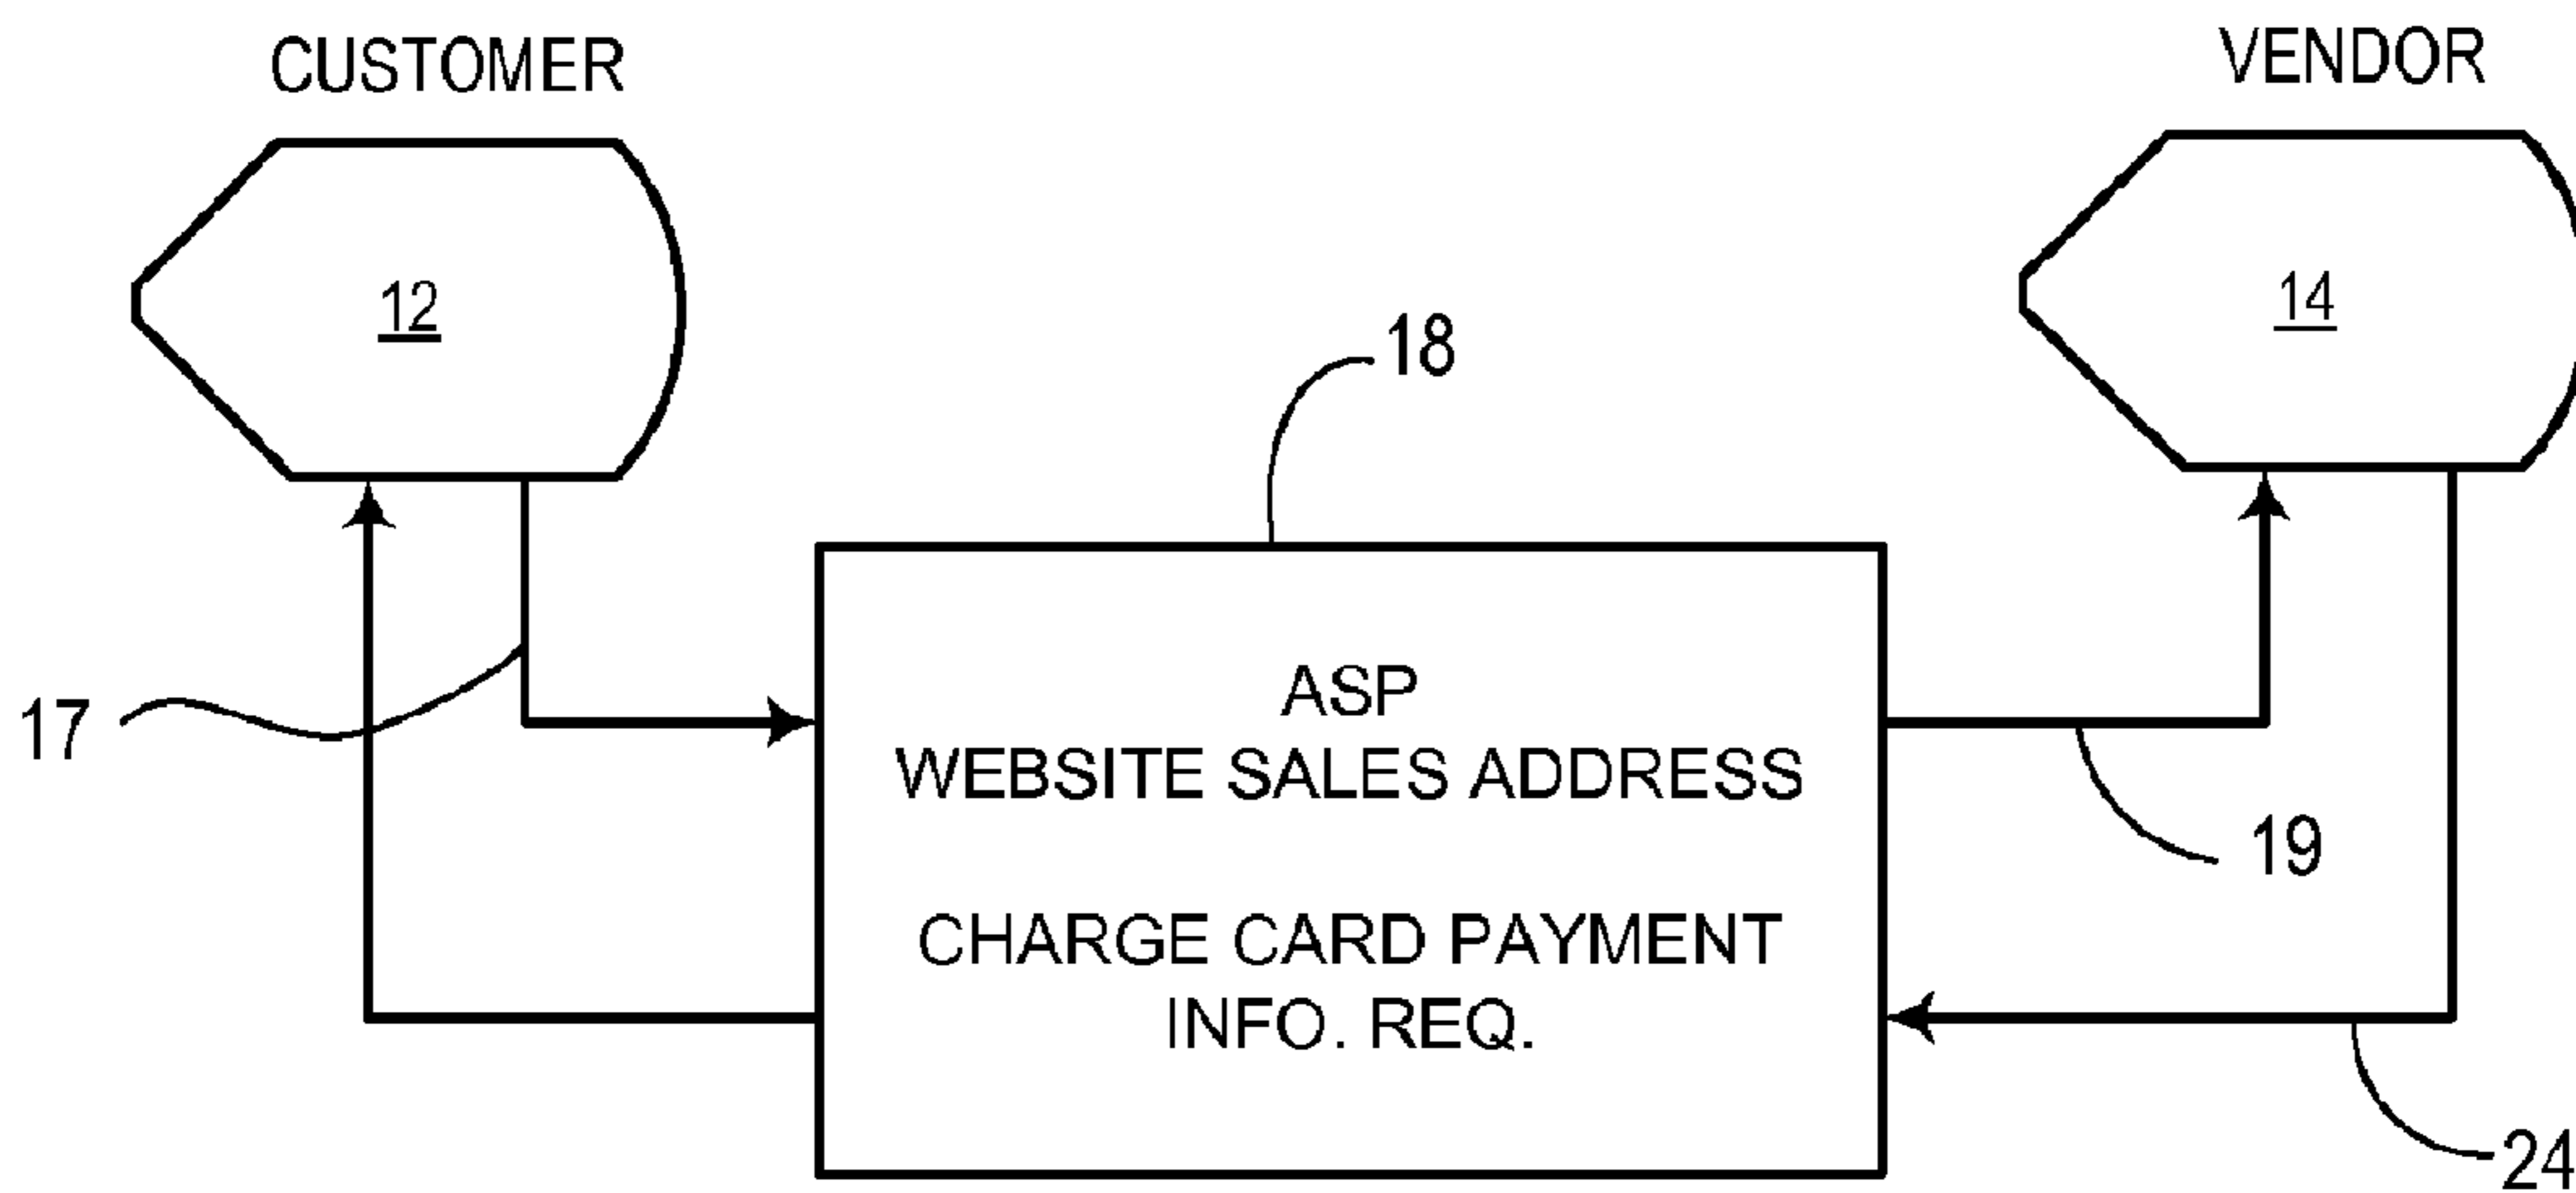 CUSTOMER
VENDOR
12
14
18
17
ASP
WEBSITE SALES ADDRESS
19
CHARGE CARD PAYMENT
INFO. REQ.
24